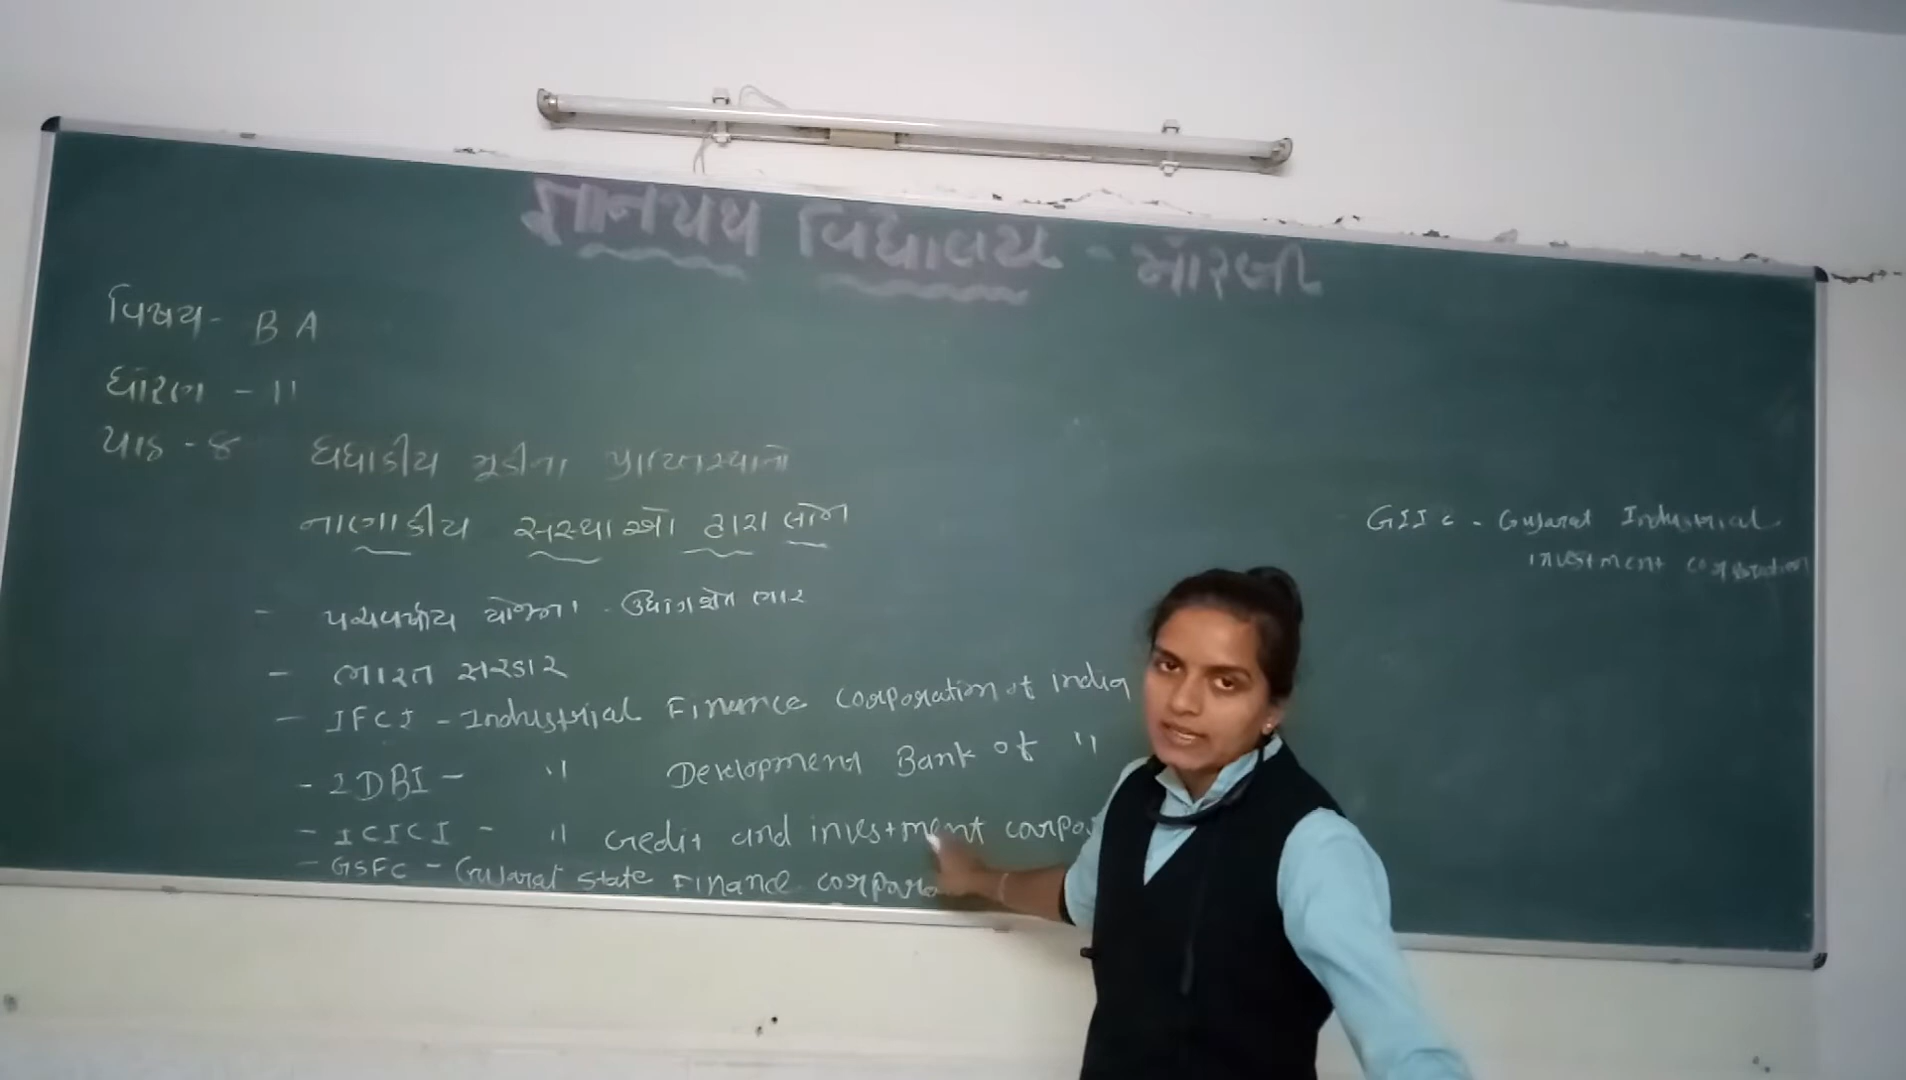 જ્ઞાનપથ વિદ્યાલય - મોરબી
વિષય - B A
ધોરણ - 11
પાઠ - ૪ ધંધાકીય મૂડીના પ્રાપ્તિસ્થાનો
નાણાકીય સંસ્થાઓ દ્વારા લોન
- પંચવર્ષીય યોજના . ઉદ્યોગક્ષેત્ર ભાર
- ભારત સરકાર
- IFCI - Industrial Finance corporation of india
- IDBI - " Development Bank of "
- ICICI - " credit and investment
- GSFC - Gujarat state Finance
GIIC - Gujarat Industrial
investment corporation